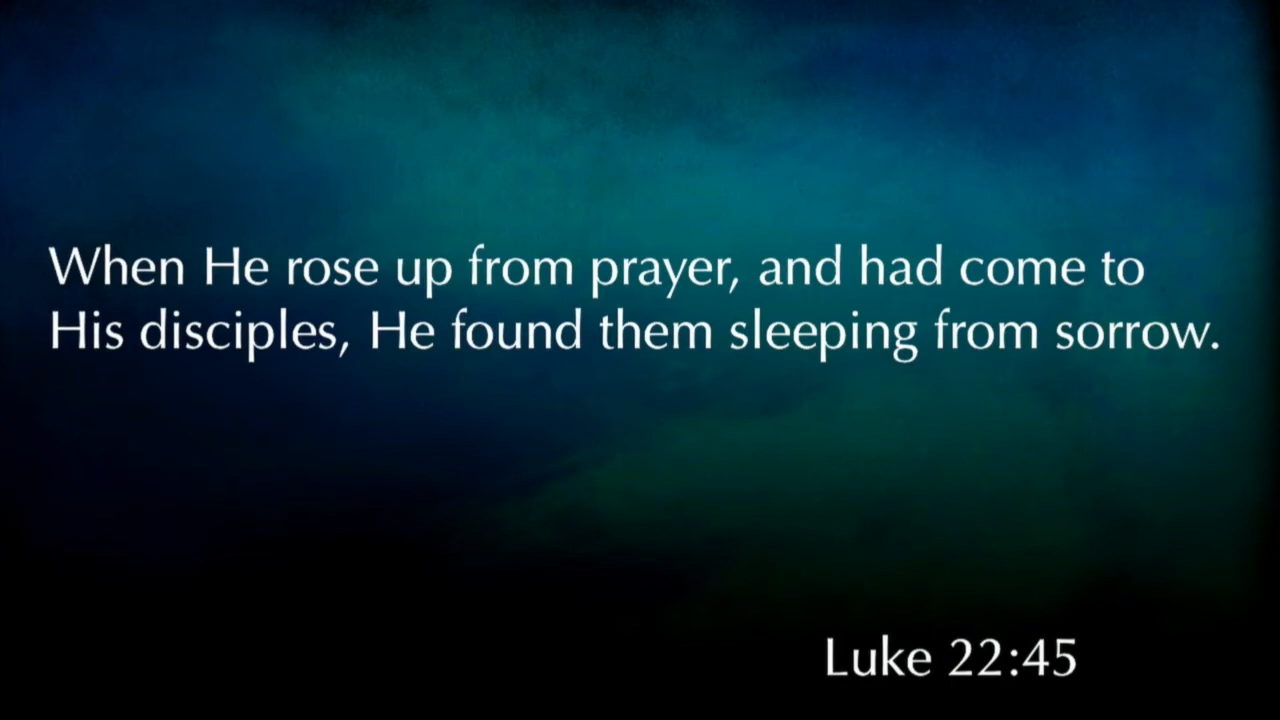 When He rose up from prayer, and had come to
His disciples, He found them sleeping from sorrow.
Luke 22:45